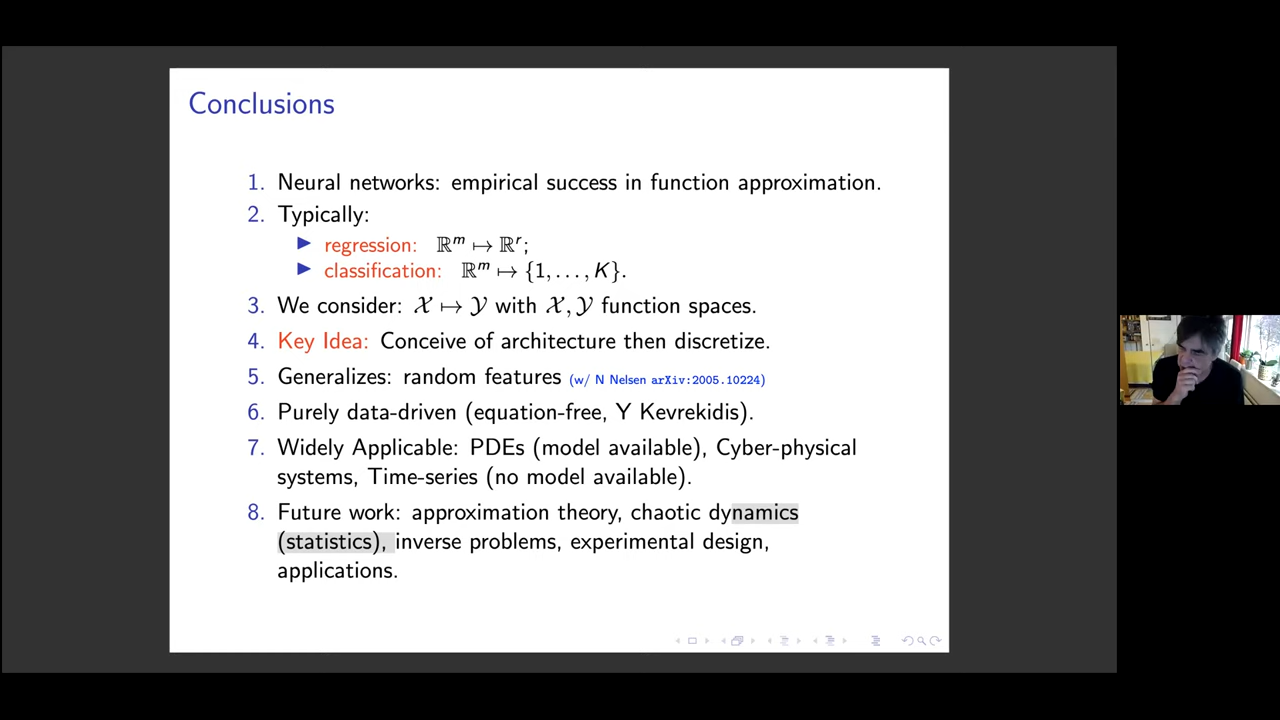 Conclusions
1. Neural networks: empirical success in function approximation.
2. Typically:
▶ regression: ℝᵐ ↦ ℝʳ;
▶ classification: ℝᵐ ↦ {1, . . . , K}.
3. We consider: 𝒳 ↦ 𝒴 with 𝒳, 𝒴 function spaces.
4. Key Idea: Conceive of architecture then discretize.
5. Generalizes: random features (w/ N Nelsen arXiv:2005.10224)
6. Purely data-driven (equation-free, Y Kevrekidis).
7. Widely Applicable: PDEs (model available), Cyber-physical
systems, Time-series (no model available).
8. Future work: approximation theory, chaotic dynamics
(statistics), inverse problems, experimental design,
applications.